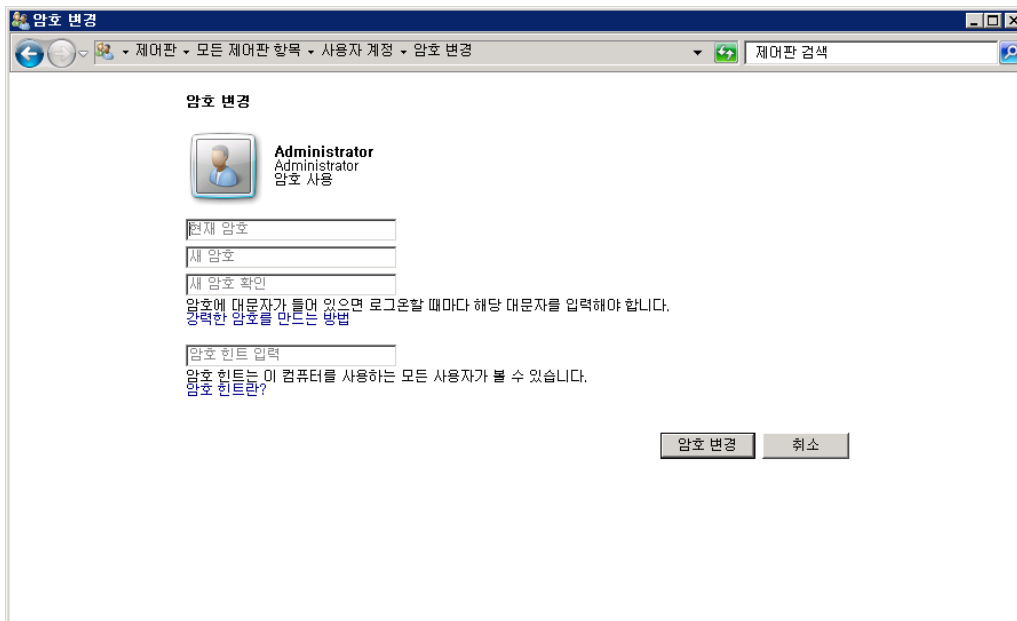 암호 변경
제어판 모든 제어판 항목 사용자 계정 암호 변경
제어판 검색
암호 변경
Administrator
Administrator
암호 사용
현재 암호
새 암호
새 암호 확인
암호에 대문자가 들어 있으면 로그온할 때마다 해당 대문자를 입력해야 합니다.
강력한 암호를 만드는 방법
암호 힌트 입력
암호 힌트는 이 컴퓨터를 사용하는 모든 사용자가 볼 수 있습니다.
암호 힌트란?
암호 변경 취소